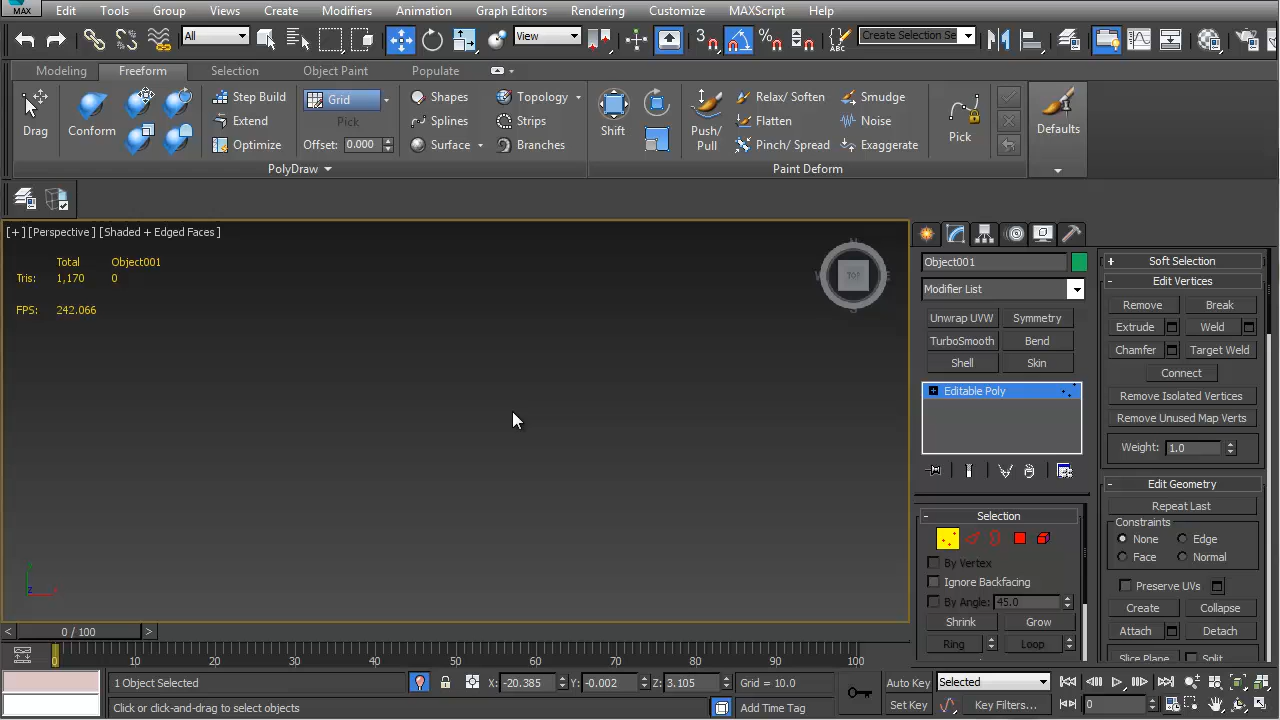 MAX Edit Tools Group Views Create Modifiers Animation Graph Editors Rendering Customize MAXScript Help
All View 3 % ABC Create Selection Se
Modeling Freeform Selection Object Paint Populate
Drag Conform Step Build Grid Shapes Topology Shift Push/ Pull Relax/ Soften Smudge Pick Defaults
Extend Pick Splines Strips Flatten Noise
Optimize Offset: 0.000 Surface Branches Pinch/ Spread Exaggerate
PolyDraw Paint Deform
[+] [Perspective ] [Shaded + Edged Faces ]
Total Object001
Tris: 1,170 0
FPS: 242.066
TOP
Object001
Modifier List
Unwrap UVW Symmetry
TurboSmooth Bend
Shell Skin
Editable Poly
Selection
By Vertex
Ignore Backfacing
By Angle: 45.0
Shrink Grow
Ring Loop
Soft Selection
Edit Vertices
Remove Break
Extrude Weld
Chamfer Target Weld
Connect
Remove Isolated Vertices
Remove Unused Map Verts
Weight: 1.0
Edit Geometry
Repeat Last
Constraints
None Edge
Face Normal
Preserve UVs
Create Collapse
Attach Detach
Slice Plane Split
0 / 100
0 10 20 30 40 50 60 70 80 90 100
1 Object Selected X: -20.385 Y: -0.002 Z: 3.105 Grid = 10.0 Auto Key Selected
Click or click-and-drag to select objects Add Time Tag Set Key Key Filters... 0